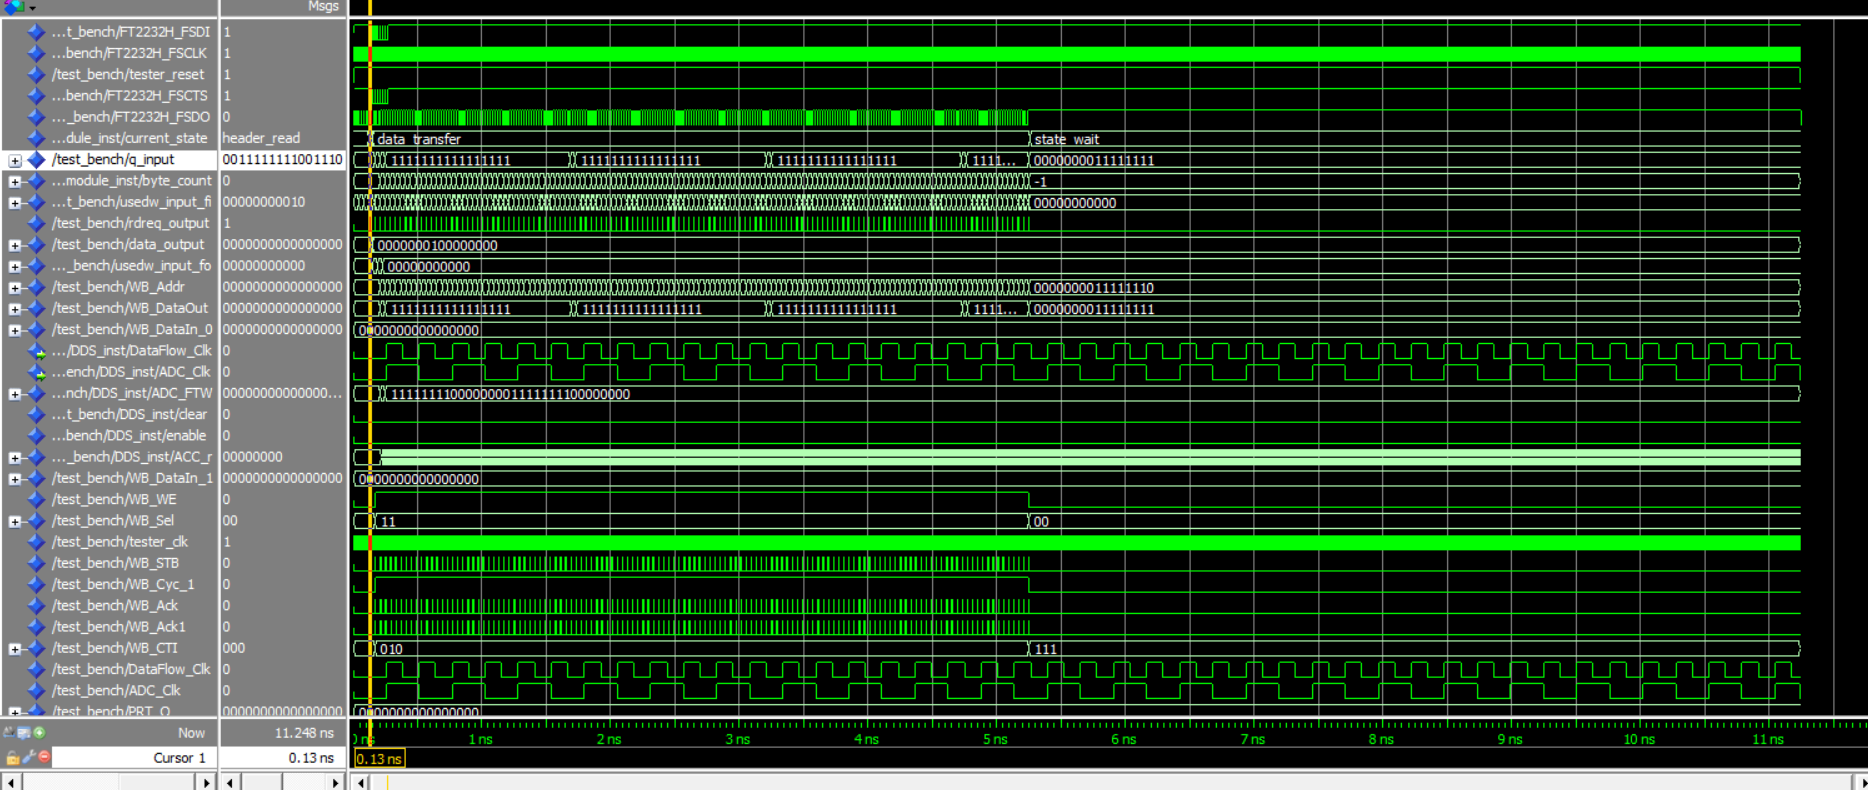 Msgs
...t_bench/FT2232H_FSDI 1
...bench/FT2232H_FSCLK 1
/test_bench/tester_reset 1
...bench/FT2232H_FSCTS 1
..._bench/FT2232H_FSDO 0
...dule_inst/current_state header_read data_transfer state_wait
/test_bench/q_input 0011111111001110 1111111111111111 1111111111111111 1111111111111111 1111... 0000000011111111
...module_inst/byte_count 0 -1
...t_bench/usedw_input_fi 00000000010 00000000000
/test_bench/rdreq_output 1
/test_bench/data_output 0000000000000000 0000000100000000
..._bench/usedw_input_fo 00000000000 00000000000
/test_bench/WB_Addr 0000000000000000 0000000011111110
/test_bench/WB_DataOut 0000000000000000 1111111111111111 1111111111111111 1111111111111111 1111... 0000000011111111
/test_bench/WB_DataIn_0 0000000000000000 0000000000000000
.../DDS_inst/DataFlow_Clk 0
...ench/DDS_inst/ADC_Clk 0
...nch/DDS_inst/ADC_FTW 00000000000000... 11111111000000001111111100000000
...t_bench/DDS_inst/clear 0
...bench/DDS_inst/enable 0
..._bench/DDS_inst/ACC_r 00000000
/test_bench/WB_DataIn_1 0000000000000000 0000000000000000
/test_bench/WB_WE 0
/test_bench/WB_Sel 00 11 00
/test_bench/tester_clk 1
/test_bench/WB_STB 0
/test_bench/WB_Cyc_1 0
/test_bench/WB_Ack 0
/test_bench/WB_Ack1 0
/test_bench/WB_CTI 000 010 111
/test_bench/DataFlow_Clk 0
/test_bench/ADC_Clk 0
/test_bench/PRT_O 0000000000000000 0000000000000000
Now 11.248 ns 1 ns 2 ns 3 ns 4 ns 5 ns 6 ns 7 ns 8 ns 9 ns 10 ns 11 ns
Cursor 1 0.13 ns 0.13 ns